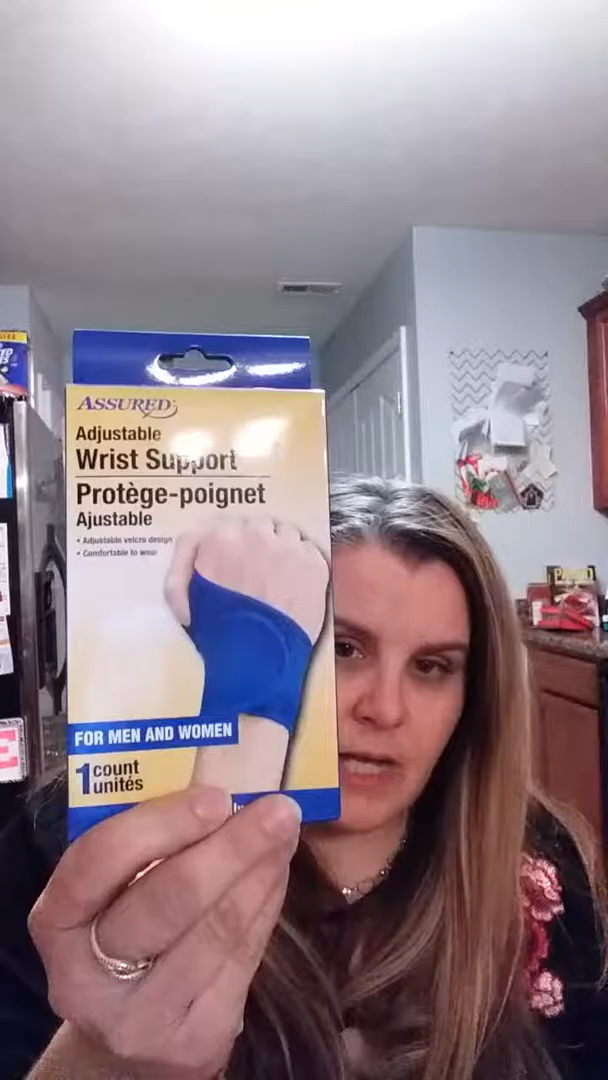 ASSURED
Adjustable
Wrist Support
Protège-poignet
Ajustable
• Adjustable velcro design
• Comfortable to wear
FOR MEN AND WOMEN
1 count
unités
E